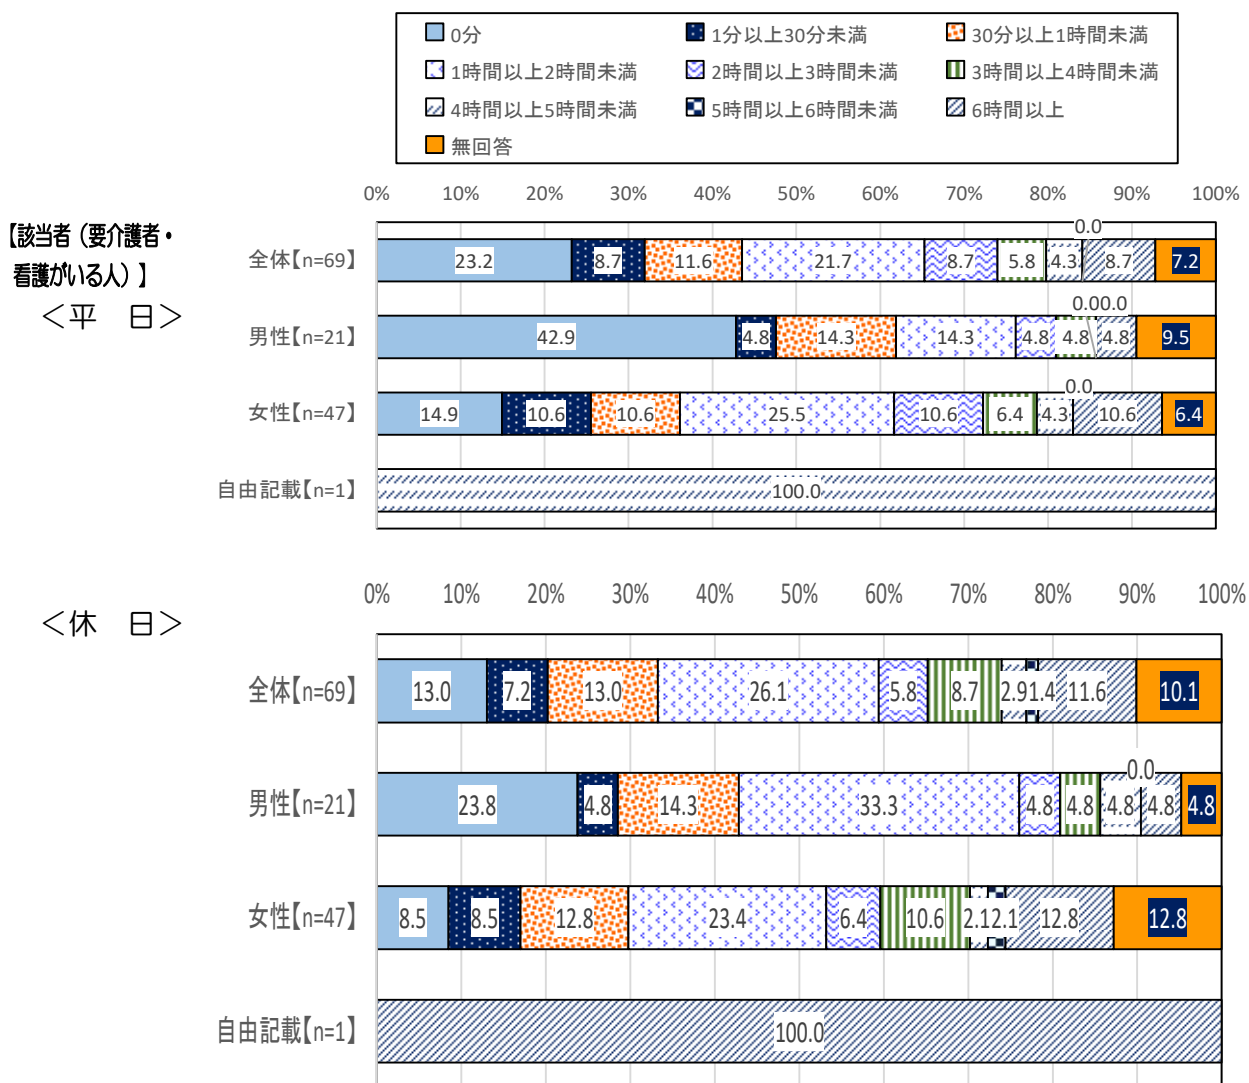 0分 1分以上30分未満 30分以上1時間未満
1時間以上2時間未満 2時間以上3時間未満 3時間以上4時間未満
4時間以上5時間未満 5時間以上6時間未満 6時間以上
無回答
0% 10% 20% 30% 40% 50% 60% 70% 80% 90% 100%
【該当者（要介護者・
看護がいる人）】
＜平　日＞
0.0
全体【n=69】 23.2 8.7 11.6 21.7 8.7 5.8 4.3 8.7 7.2
0.0 0.0
男性【n=21】 42.9 4.8 14.3 14.3 4.8 4.8 4.8 9.5
0.0
女性【n=47】 14.9 10.6 10.6 25.5 10.6 6.4 4.3 10.6 6.4
自由記載【n=1】 100.0
0% 10% 20% 30% 40% 50% 60% 70% 80% 90% 100%
＜休　日＞
全体【n=69】 13.0 7.2 13.0 26.1 5.8 8.7 2.9 1.4 11.6 10.1
0.0
男性【n=21】 23.8 4.8 14.3 33.3 4.8 4.8 4.8 4.8 4.8
女性【n=47】 8.5 8.5 12.8 23.4 6.4 10.6 2.1 2.1 12.8 12.8
自由記載【n=1】 100.0